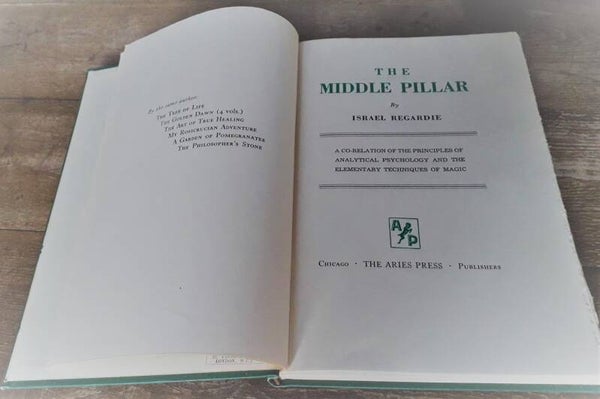 By the same author:
The Tree of Life
The Golden Dawn (4 vols.)
The Art of True Healing
My Rosicrucian Adventure
A Garden of Pomegranates
The Philosopher's Stone
LONDON, W
THE
MIDDLE PILLAR
By
ISRAEL REGARDIE
A CO-RELATION OF THE PRINCIPLES OF
ANALYTICAL PSYCHOLOGY AND THE
ELEMENTARY TECHNIQUES OF MAGIC
A P
Chicago · THE ARIES PRESS · Publishers